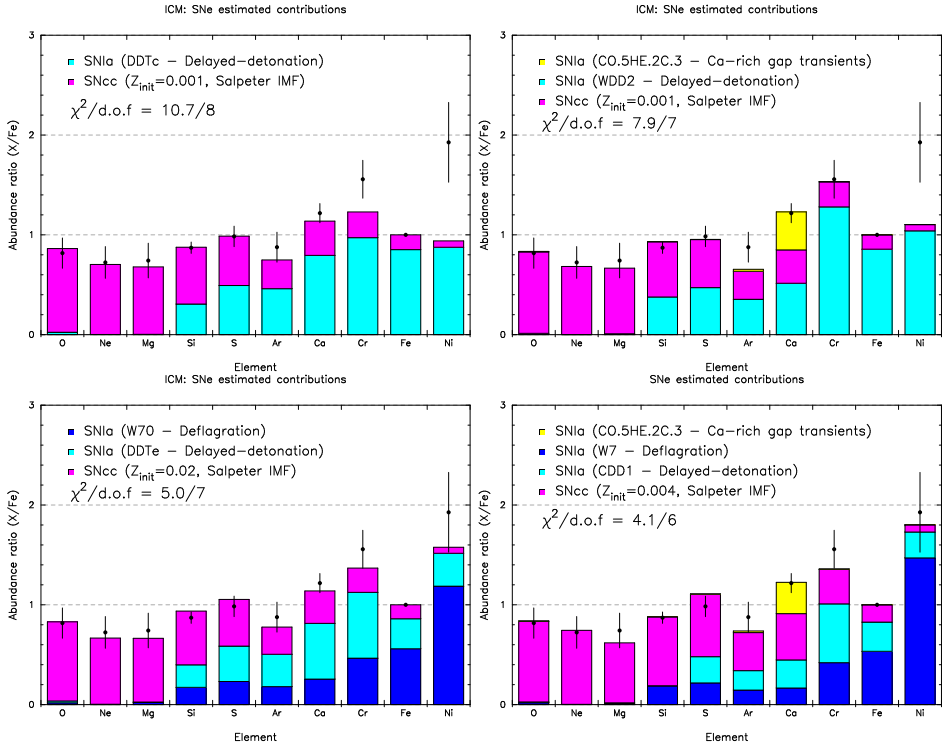 ICM: SNe estimated contributions
SNIa (DDTc – Delayed-detonation)
SNcc (Z_init=0.001, Salpeter IMF)
χ²/d.o.f = 10.7/8
Abundance ratio (X/Fe)
3
2
1
0
O Ne Mg Si S Ar Ca Cr Fe Ni
Element
ICM: SNe estimated contributions
SNIa (CO.5HE.2C.3 – Ca-rich gap transients)
SNIa (WDD2 – Delayed-detonation)
SNcc (Z_init=0.001, Salpeter IMF)
χ²/d.o.f = 7.9/7
Abundance ratio (X/Fe)
3
2
1
0
O Ne Mg Si S Ar Ca Cr Fe Ni
Element
ICM: SNe estimated contributions
SNIa (W70 – Deflagration)
SNIa (DDTe – Delayed-detonation)
SNcc (Z_init=0.02, Salpeter IMF)
χ²/d.o.f = 5.0/7
Abundance ratio (X/Fe)
3
2
1
0
O Ne Mg Si S Ar Ca Cr Fe Ni
Element
SNe estimated contributions
SNIa (CO.5HE.2C.3 – Ca-rich gap transients)
SNIa (W7 – Deflagration)
SNIa (CDD1 – Delayed-detonation)
SNcc (Z_init=0.004, Salpeter IMF)
χ²/d.o.f = 4.1/6
Abundance ratio (X/Fe)
3
2
1
0
O Ne Mg Si S Ar Ca Cr Fe Ni
Element